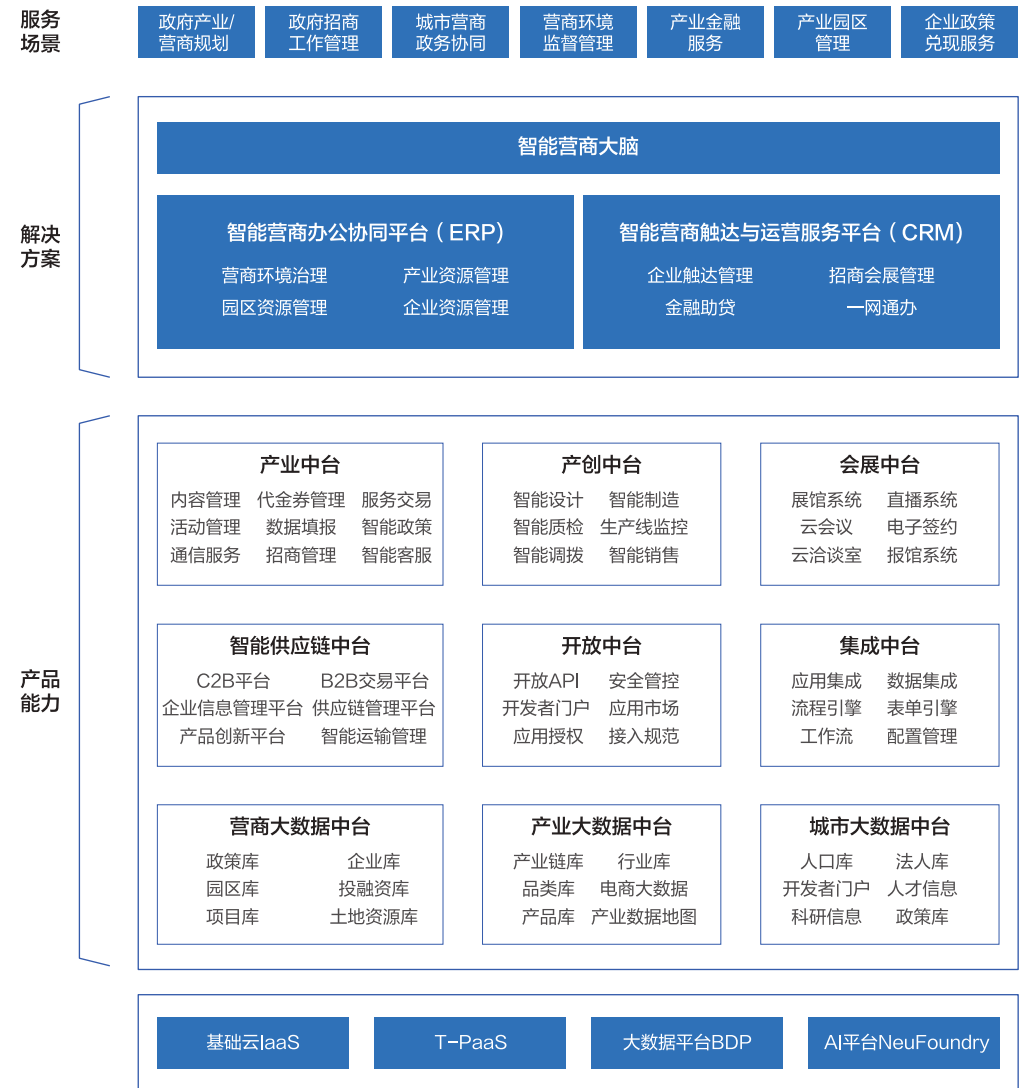 服务
场景
政府产业/
营商规划
政府招商
工作管理
城市营商
政务协同
营商环境
监督管理
产业金融
服务
产业园区
管理
企业政策
兑现服务
解决
方案
智能营商大脑
智能营商办公协同平台（ERP）
营商环境治理 产业资源管理
园区资源管理 企业资源管理
智能营商触达与运营服务平台（CRM）
企业触达管理 招商会展管理
金融助贷 一网通办
产品
能力
产业中台
内容管理 代金券管理 服务交易
活动管理 数据填报 智能政策
通信服务 招商管理 智能客服
产创中台
智能设计 智能制造
智能质检 生产线监控
智能调拨 智能销售
会展中台
展馆系统 直播系统
云会议 电子签约
云洽谈室 报馆系统
智能供应链中台
C2B平台 B2B交易平台
企业信息管理平台 供应链管理平台
产品创新平台 智能运输管理
开放中台
开放API 安全管控
开发者门户 应用市场
应用授权 接入规范
集成中台
应用集成 数据集成
流程引擎 表单引擎
工作流 配置管理
营商大数据中台
政策库 企业库
园区库 投融资库
项目库 土地资源库
产业大数据中台
产业链库 行业库
品类库 电商大数据
产品库 产业数据地图
城市大数据中台
人口库 法人库
开发者门户 人才信息
科研信息 政策库
基础云IaaS
T-PaaS
大数据平台BDP
AI平台NeuFoundry